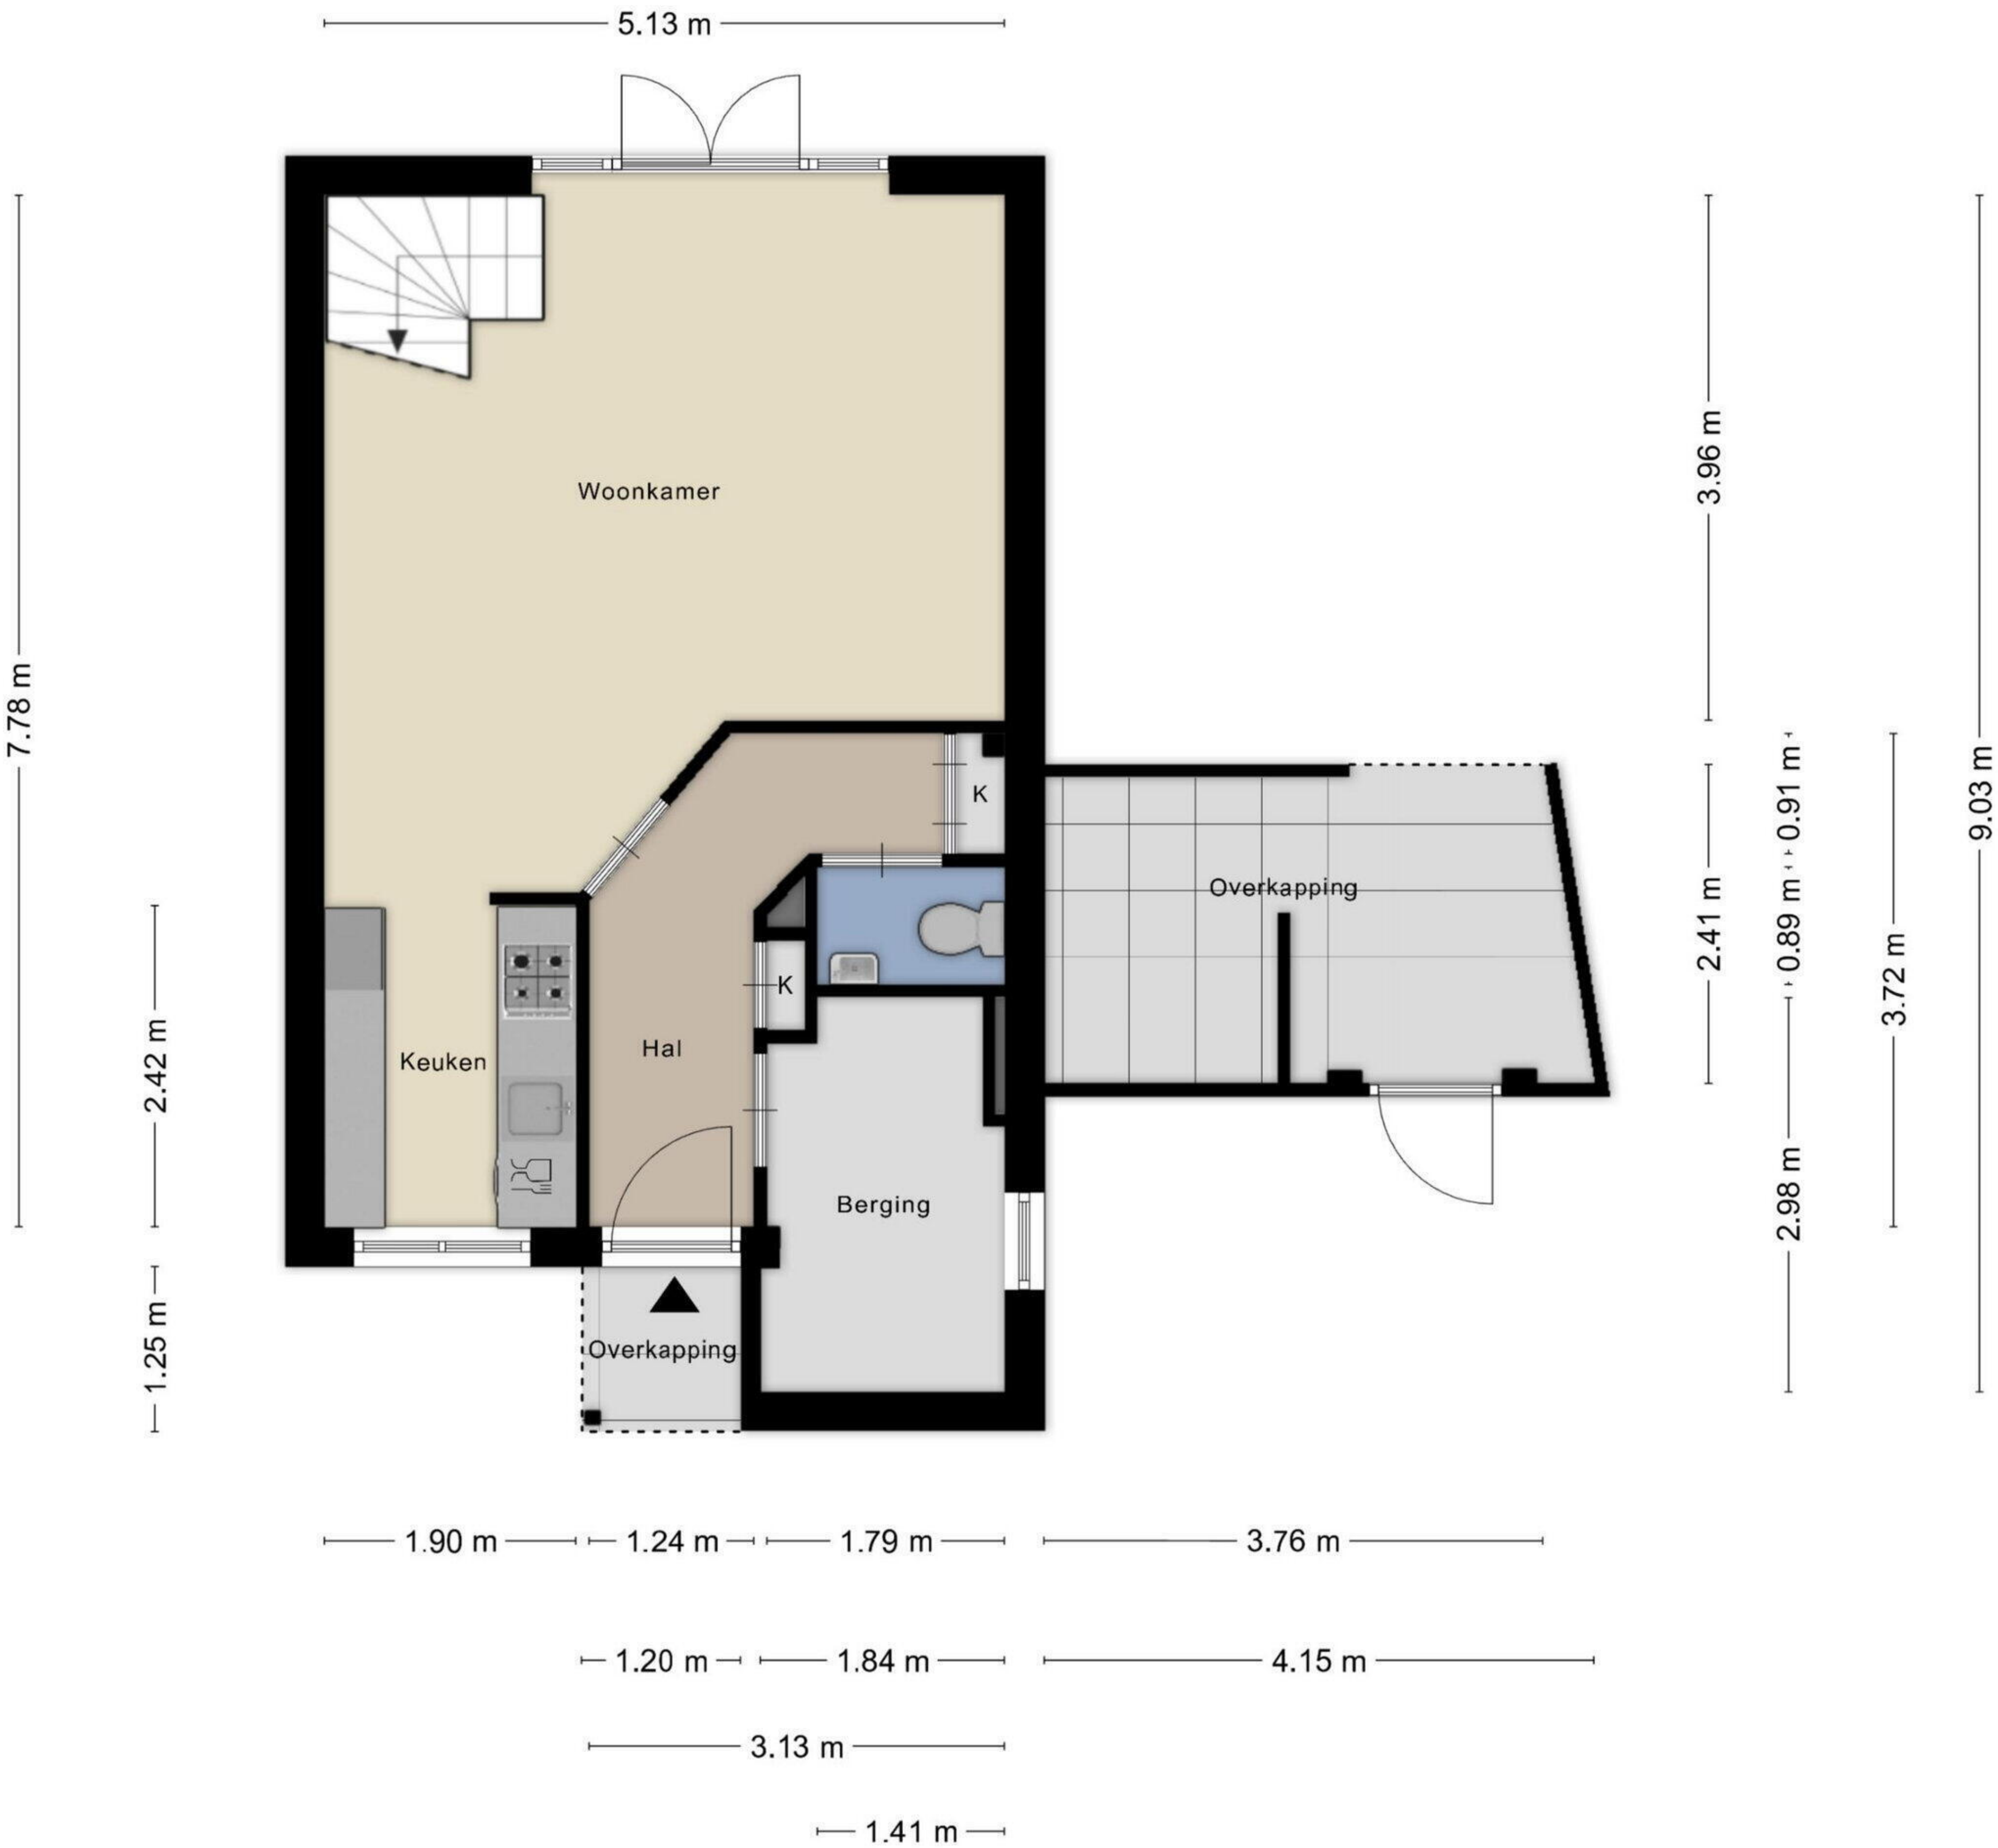 5.13 m
Woonkamer
3.96 m
7.78 m
K
0.91 m
9.03 m
Overkapping
2.41 m
0.89 m
3.72 m
K
Hal
Keuken
2.42 m
Berging
2.98 m
Overkapping
1.25 m
1.90 m
1.24 m
1.79 m
3.76 m
1.20 m
1.84 m
4.15 m
3.13 m
1.41 m